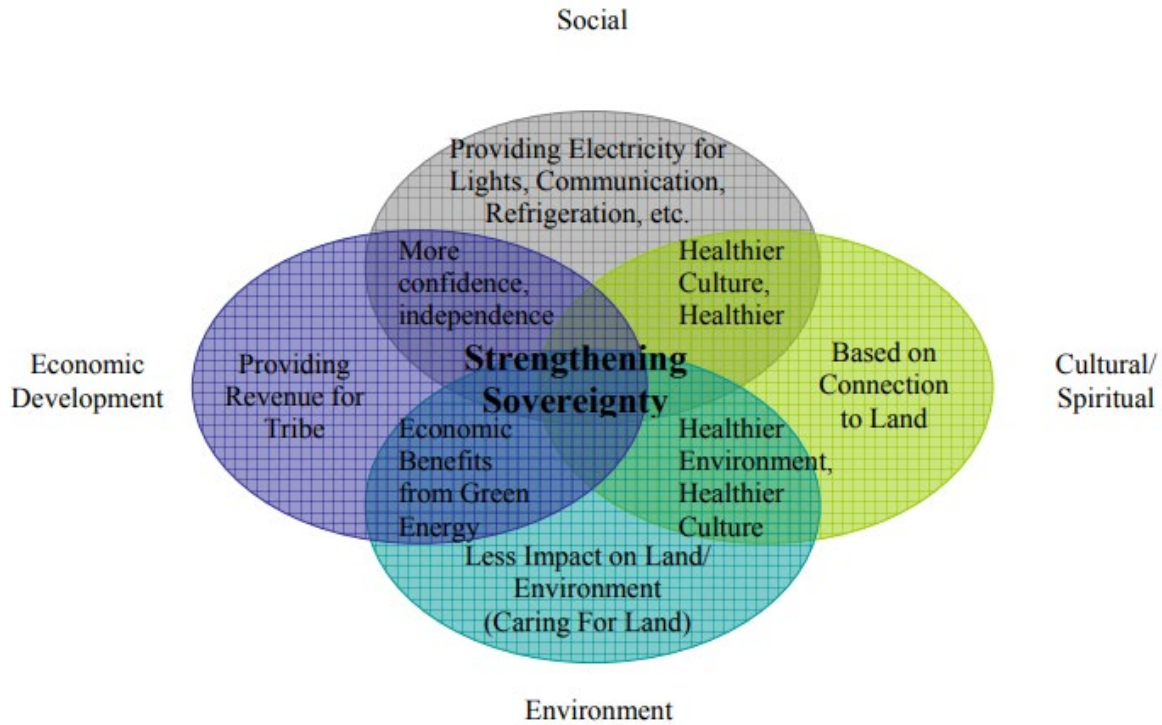 Social
Providing Electricity for
Lights, Communication,
Refrigeration, etc.
More
confidence,
independence
Healthier
Culture,
Healthier
Economic
Development
Providing
Revenue for
Tribe
Strengthening
Sovereignty
Based on
Connection
to Land
Cultural/
Spiritual
Economic
Benefits
from Green
Energy
Healthier
Environment,
Healthier
Culture
Less Impact on Land/
Environment
(Caring For Land)
Environment